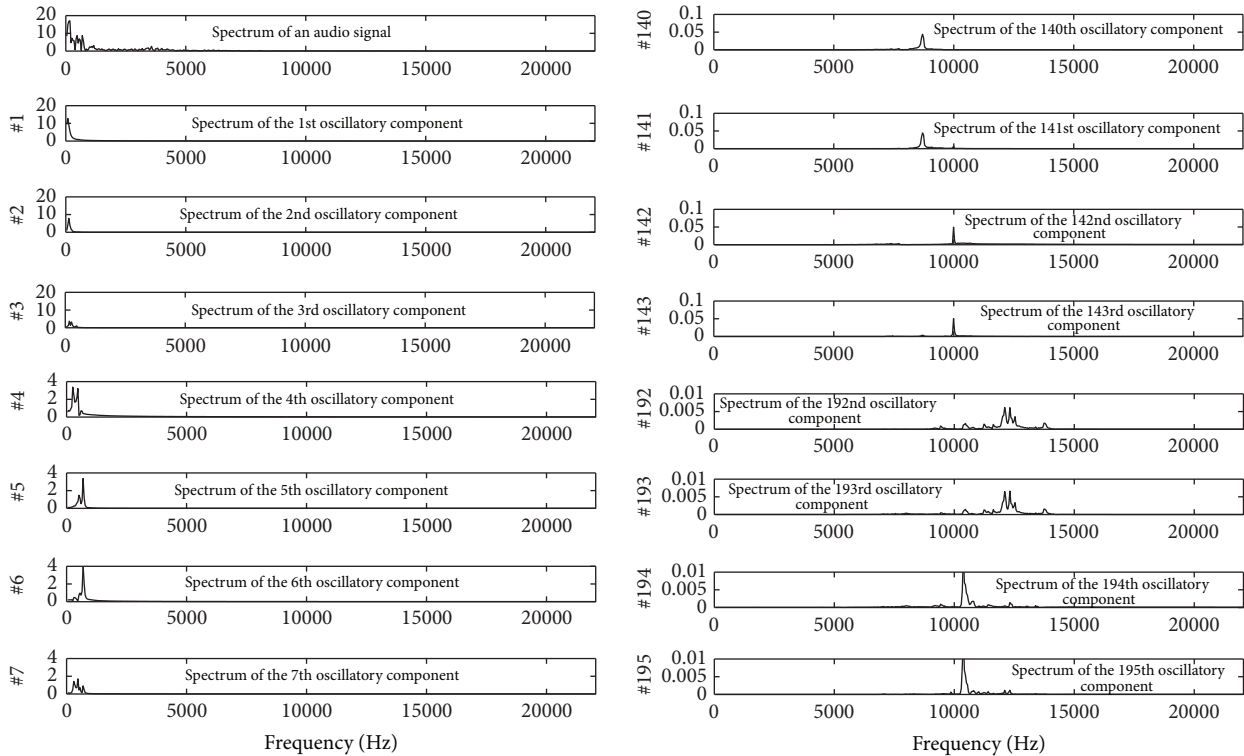 20
10
0
Spectrum of an audio signal
0 5000 10000 15000 20000
#1
20
10
0
Spectrum of the 1st oscillatory component
0 5000 10000 15000 20000
#2
20
10
0
Spectrum of the 2nd oscillatory component
0 5000 10000 15000 20000
#3
20
10
0
Spectrum of the 3rd oscillatory component
0 5000 10000 15000 20000
#4
4
2
0
Spectrum of the 4th oscillatory component
0 5000 10000 15000 20000
#5
4
2
0
Spectrum of the 5th oscillatory component
0 5000 10000 15000 20000
#6
4
2
0
Spectrum of the 6th oscillatory component
0 5000 10000 15000 20000
#7
4
2
0
Spectrum of the 7th oscillatory component
0 5000 10000 15000 20000
Frequency (Hz)
#140
0.1
0.05
0
Spectrum of the 140th oscillatory component
0 5000 10000 15000 20000
#141
0.1
0.05
0
Spectrum of the 141st oscillatory component
0 5000 10000 15000 20000
#142
0.1
0.05
0
Spectrum of the 142nd oscillatory
component
0 5000 10000 15000 20000
#143
0.1
0.05
0
Spectrum of the 143rd oscillatory
component
0 5000 10000 15000 20000
#192
0.01
0.005
0
Spectrum of the 192nd oscillatory
component
0 5000 10000 15000 20000
#193
0.01
0.005
0
Spectrum of the 193rd oscillatory
component
0 5000 10000 15000 20000
#194
0.01
0.005
0
Spectrum of the 194th oscillatory
component
0 5000 10000 15000 20000
#195
0.01
0.005
0
Spectrum of the 195th oscillatory
component
0 5000 10000 15000 20000
Frequency (Hz)